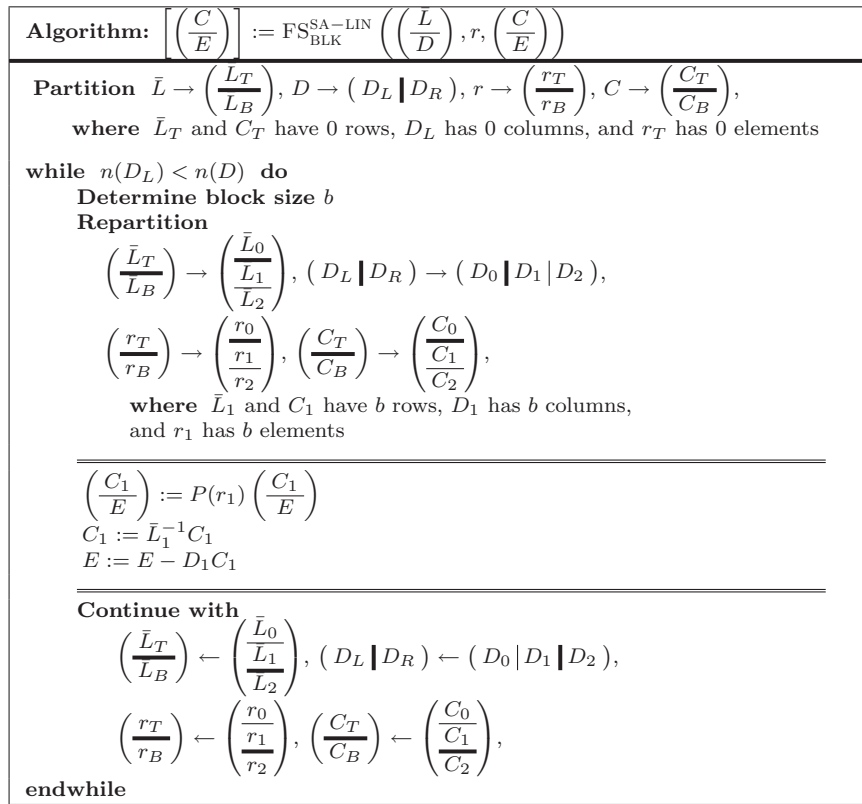 Algorithm: [(C / E)] := FS_BLK^SA−LIN ((L̄ / D), r, (C / E))
Partition L̄ → (L̄_T / L̄_B), D → ( D_L | D_R ), r → (r_T / r_B), C → (C_T / C_B),
where L̄_T and C_T have 0 rows, D_L has 0 columns, and r_T has 0 elements
while n(D_L) < n(D) do
Determine block size b
Repartition
(L̄_T / L̄_B) → (L̄_0 / L̄_1 / L̄_2), ( D_L | D_R ) → ( D_0 | D_1 | D_2 ),
(r_T / r_B) → (r_0 / r_1 / r_2), (C_T / C_B) → (C_0 / C_1 / C_2),
where L̄_1 and C_1 have b rows, D_1 has b columns,
and r_1 has b elements
(C_1 / E) := P(r_1) (C_1 / E)
C_1 := L̄_1^{-1} C_1
E := E − D_1 C_1
Continue with
(L̄_T / L̄_B) ← (L̄_0 / L̄_1 / L̄_2), ( D_L | D_R ) ← ( D_0 | D_1 | D_2 ),
(r_T / r_B) ← (r_0 / r_1 / r_2), (C_T / C_B) ← (C_0 / C_1 / C_2),
endwhile